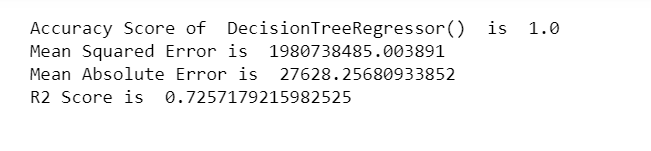 Accuracy Score of  DecisionTreeRegressor()  is  1.0
Mean Squared Error is  1980738485.003891
Mean Absolute Error is  27628.25680933852
R2 Score is  0.7257179215982525